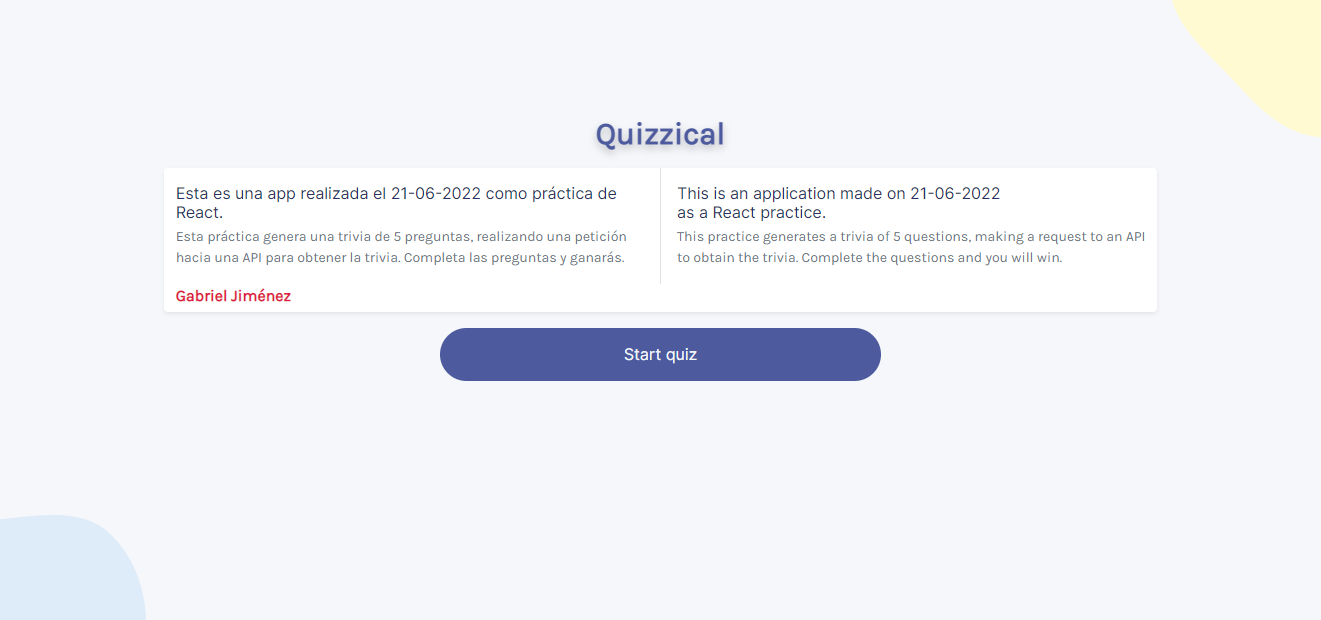 Quizzical
Esta es una app realizada el 21-06-2022 como práctica de
React.
Esta práctica genera una trivia de 5 preguntas, realizando una petición
hacia una API para obtener la trivia. Completa las preguntas y ganarás.
This is an application made on 21-06-2022
as a React practice.
This practice generates a trivia of 5 questions, making a request to an API
to obtain the trivia. Complete the questions and you will win.
Gabriel Jiménez
Start quiz